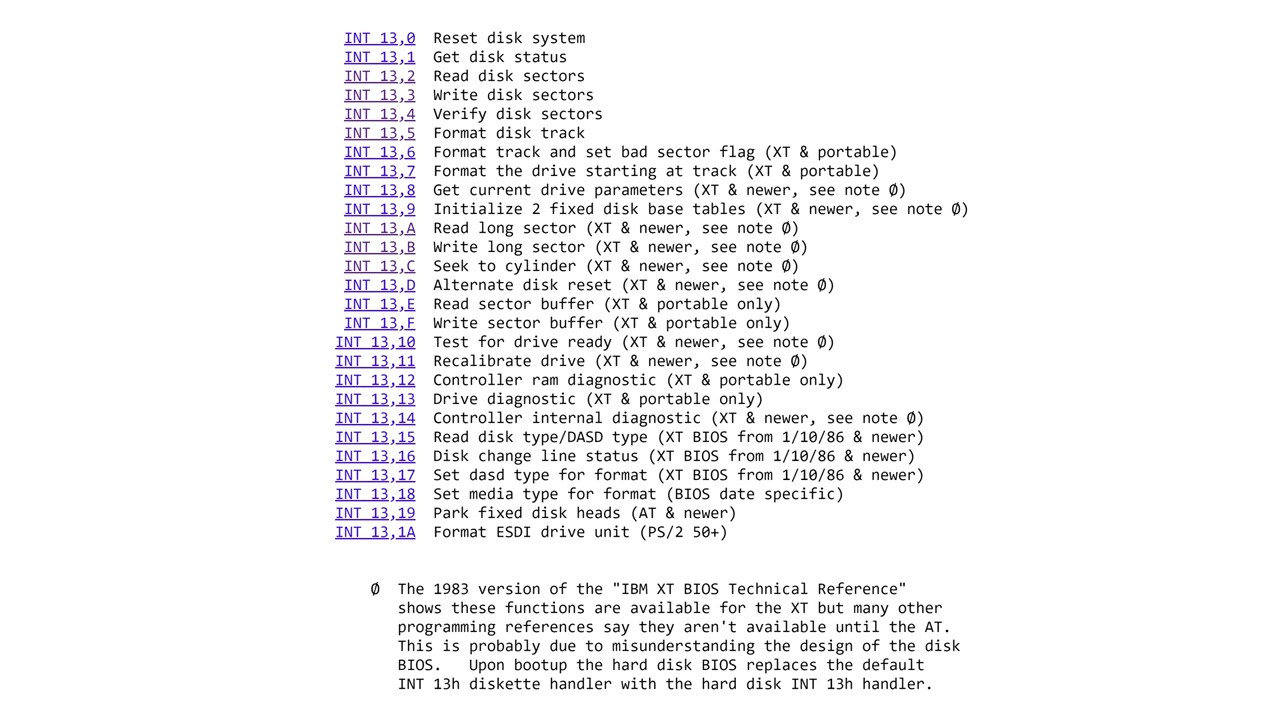 INT 13,0  Reset disk system
INT 13,1  Get disk status
INT 13,2  Read disk sectors
INT 13,3  Write disk sectors
INT 13,4  Verify disk sectors
INT 13,5  Format disk track
INT 13,6  Format track and set bad sector flag (XT & portable)
INT 13,7  Format the drive starting at track (XT & portable)
INT 13,8  Get current drive parameters (XT & newer, see note Ø)
INT 13,9  Initialize 2 fixed disk base tables (XT & newer, see note Ø)
INT 13,A  Read long sector (XT & newer, see note Ø)
INT 13,B  Write long sector (XT & newer, see note Ø)
INT 13,C  Seek to cylinder (XT & newer, see note Ø)
INT 13,D  Alternate disk reset (XT & newer, see note Ø)
INT 13,E  Read sector buffer (XT & portable only)
INT 13,F  Write sector buffer (XT & portable only)
INT 13,10  Test for drive ready (XT & newer, see note Ø)
INT 13,11  Recalibrate drive (XT & newer, see note Ø)
INT 13,12  Controller ram diagnostic (XT & portable only)
INT 13,13  Drive diagnostic (XT & portable only)
INT 13,14  Controller internal diagnostic (XT & newer, see note Ø)
INT 13,15  Read disk type/DASD type (XT BIOS from 1/10/86 & newer)
INT 13,16  Disk change line status (XT BIOS from 1/10/86 & newer)
INT 13,17  Set dasd type for format (XT BIOS from 1/10/86 & newer)
INT 13,18  Set media type for format (BIOS date specific)
INT 13,19  Park fixed disk heads (AT & newer)
INT 13,1A  Format ESDI drive unit (PS/2 50+)
Ø  The 1983 version of the "IBM XT BIOS Technical Reference"
shows these functions are available for the XT but many other
programming references say they aren't available until the AT.
This is probably due to misunderstanding the design of the disk
BIOS.   Upon bootup the hard disk BIOS replaces the default
INT 13h diskette handler with the hard disk INT 13h handler.